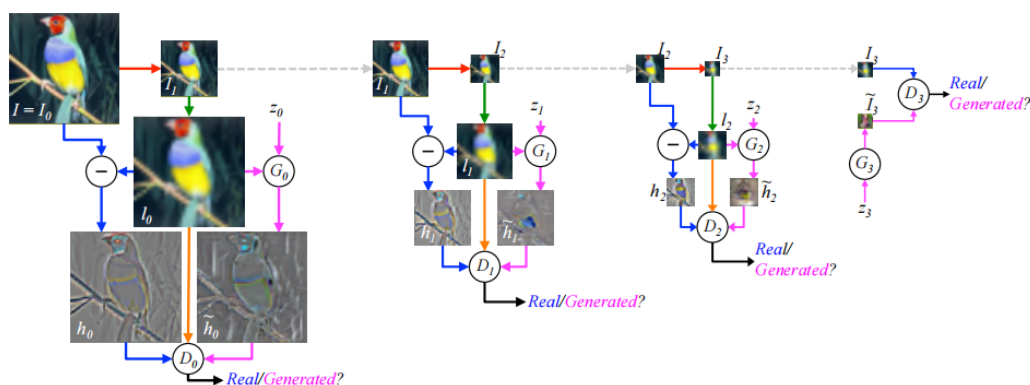 I = I₀
I₁
z₀
−
G₀
l₀
h₀
h̃₀
D₀
Real/Generated?
I₁
I₂
z₁
−
G₁
l₁
h₁
h̃₁
D₁
Real/Generated?
I₂
I₃
l₂
z₂
−
G₂
h₂
h̃₂
D₂
Real/
Generated?
I₃
Ĩ₃
D₃
Real/
Generated?
G₃
z₃